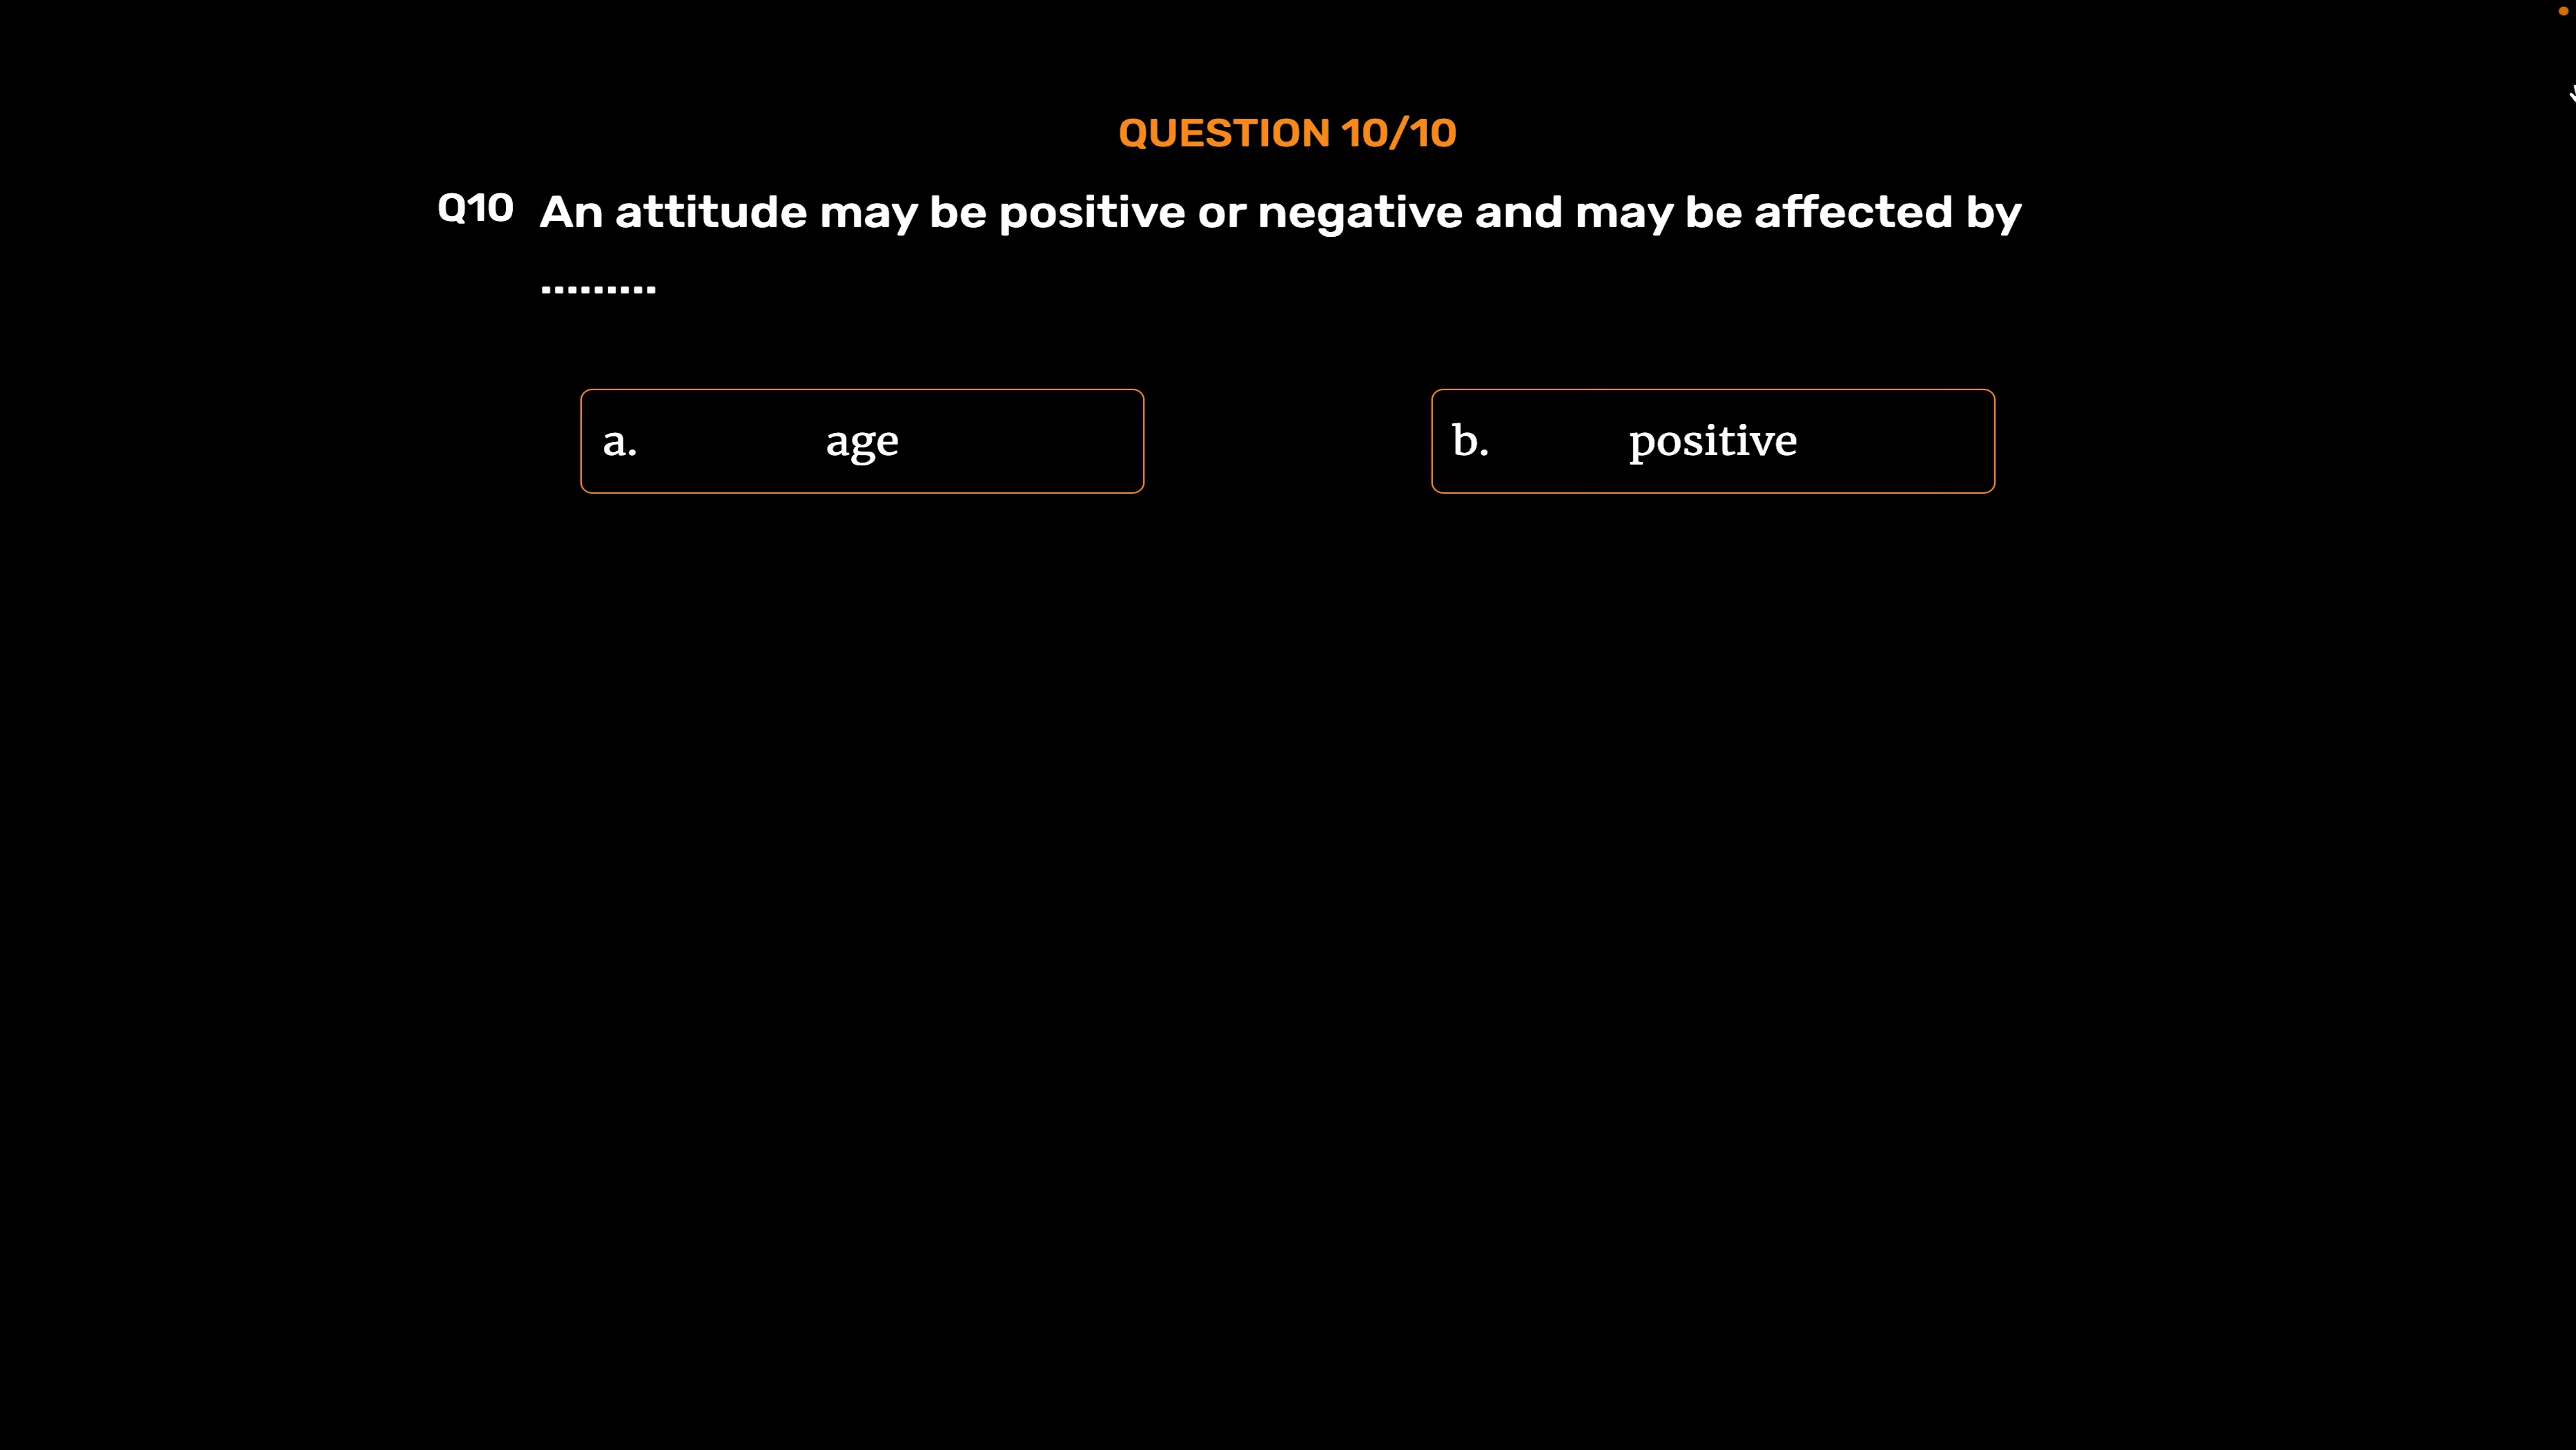 QUESTION 10/10
Q10 An attitude may be positive or negative and may be affected by
.........
a. age
b. positive